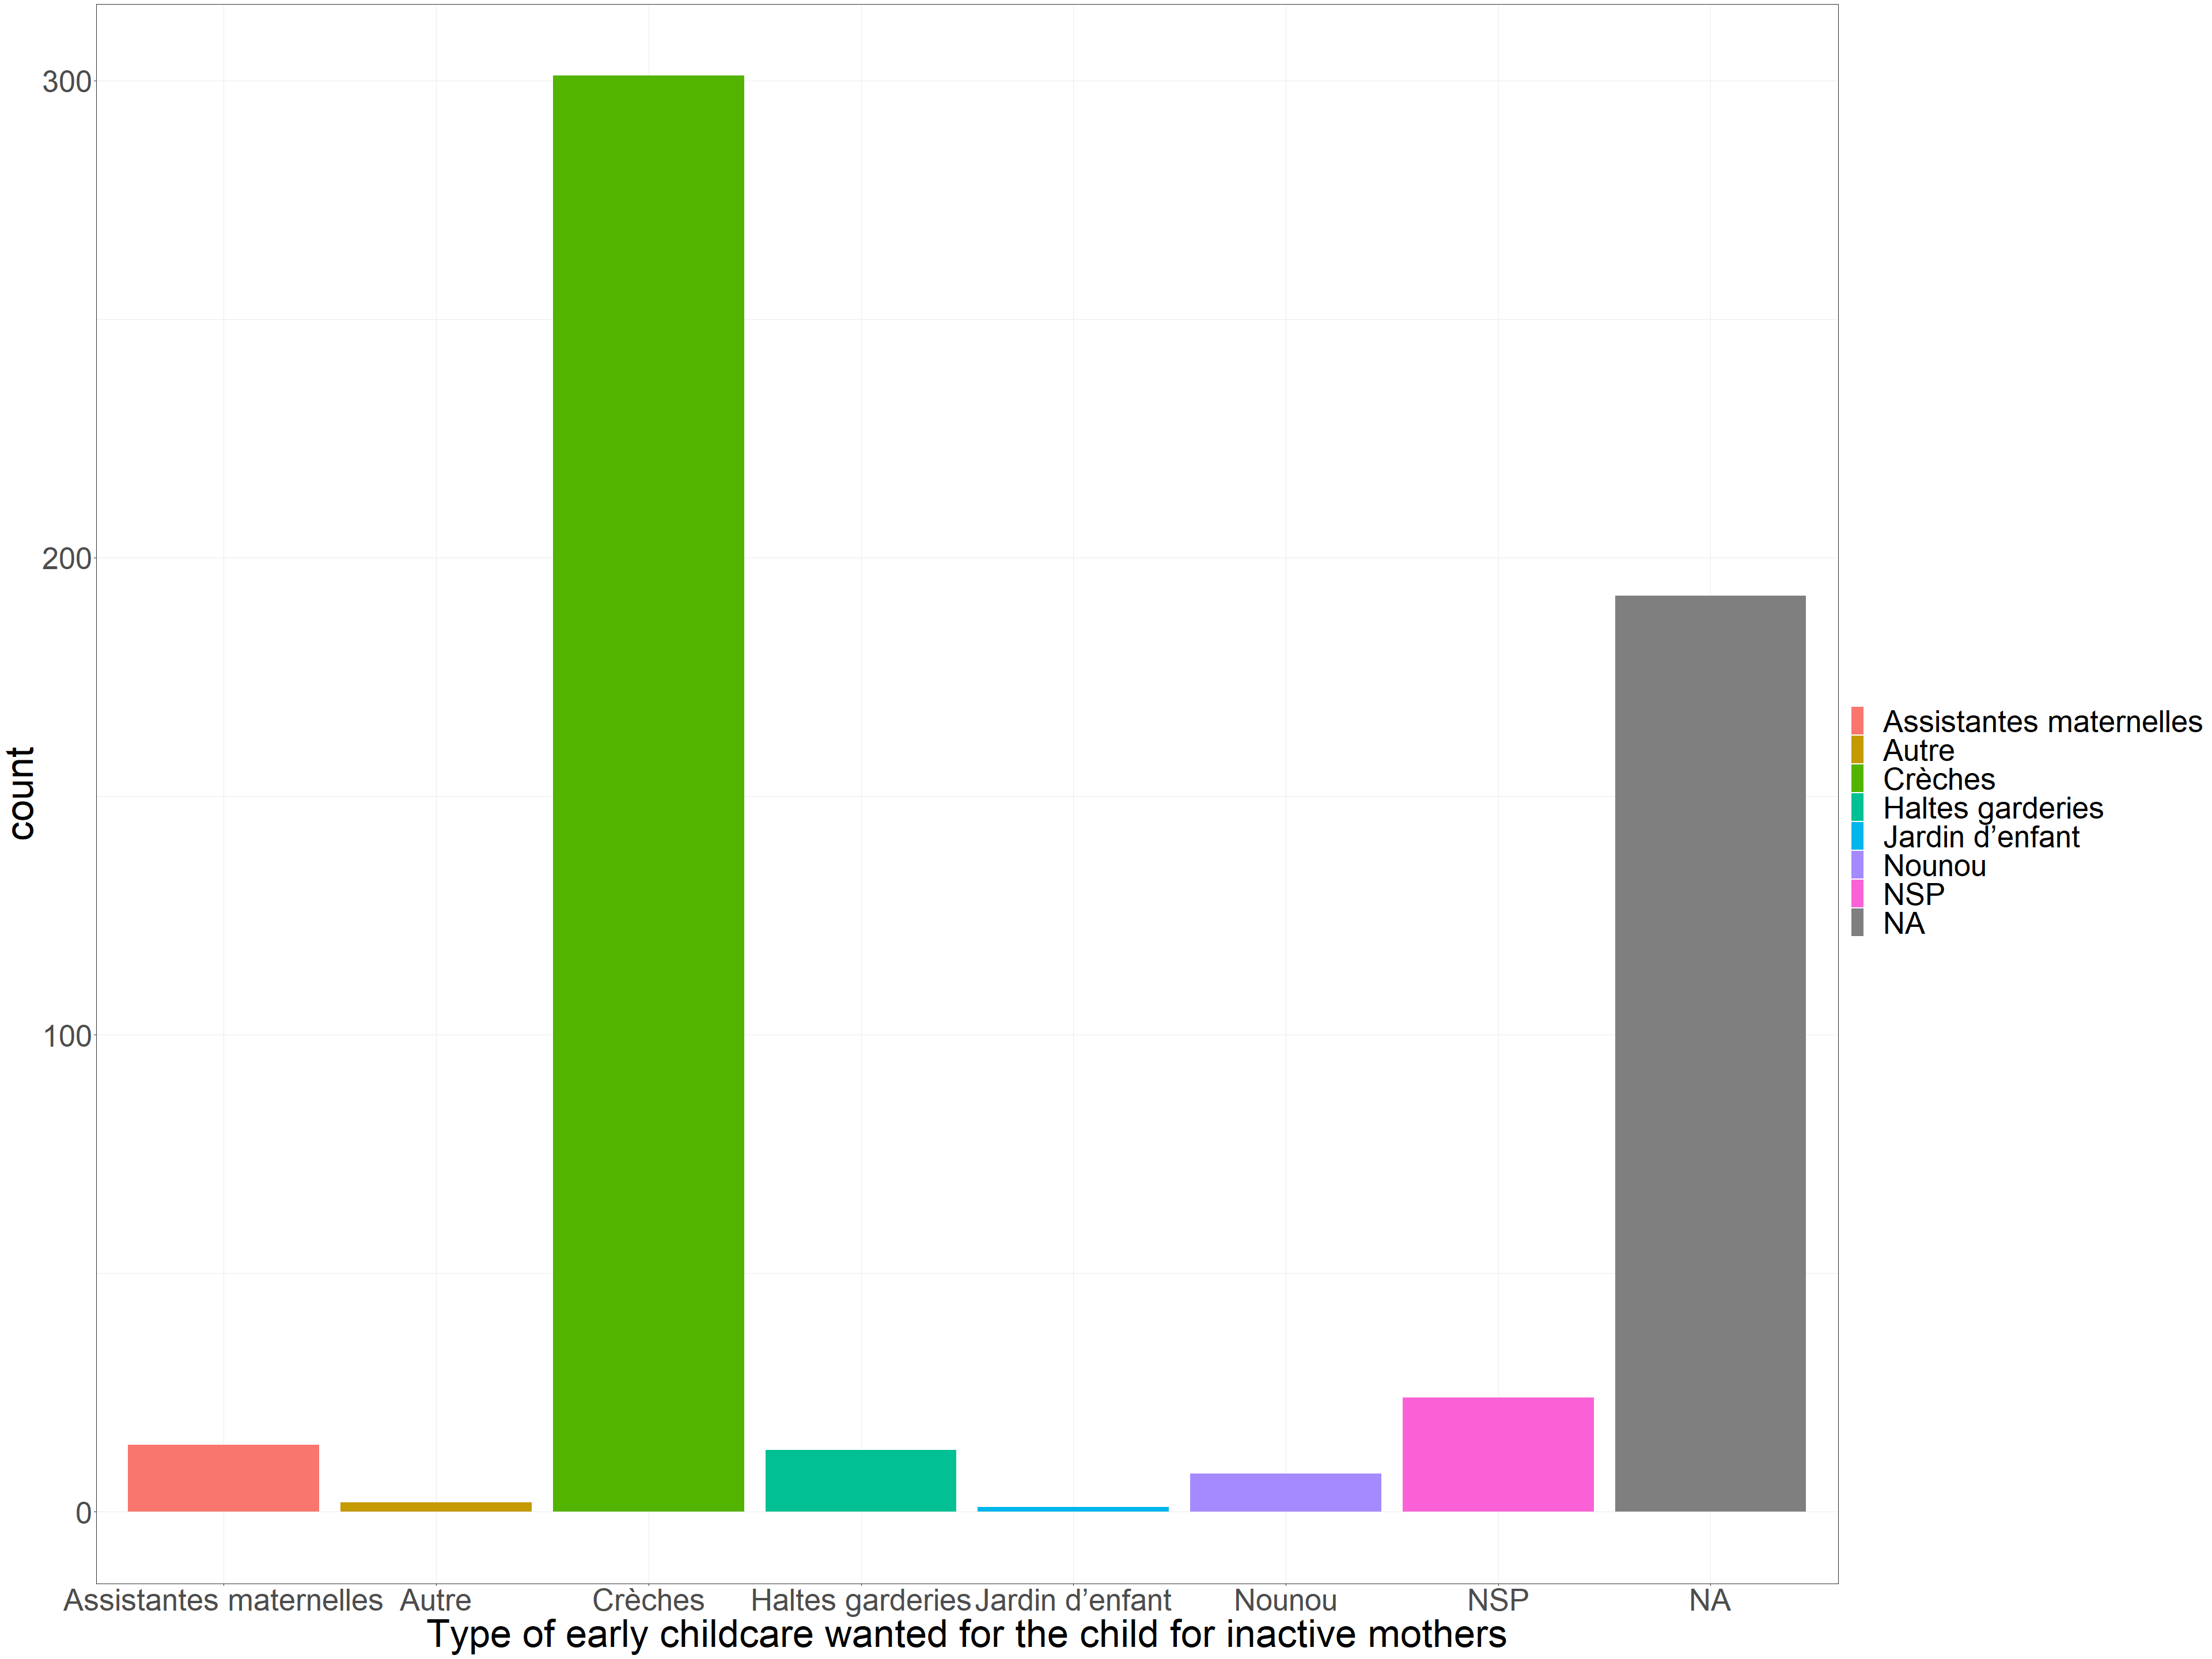 count
300
200
100
0
Assistantes maternelles
Autre
Crèches
Haltes garderies
Jardin d’enfant
Nounou
NSP
NA
Type of early childcare wanted for the child for inactive mothers
Assistantes maternelles
Autre
Crèches
Haltes garderies
Jardin d’enfant
Nounou
NSP
NA